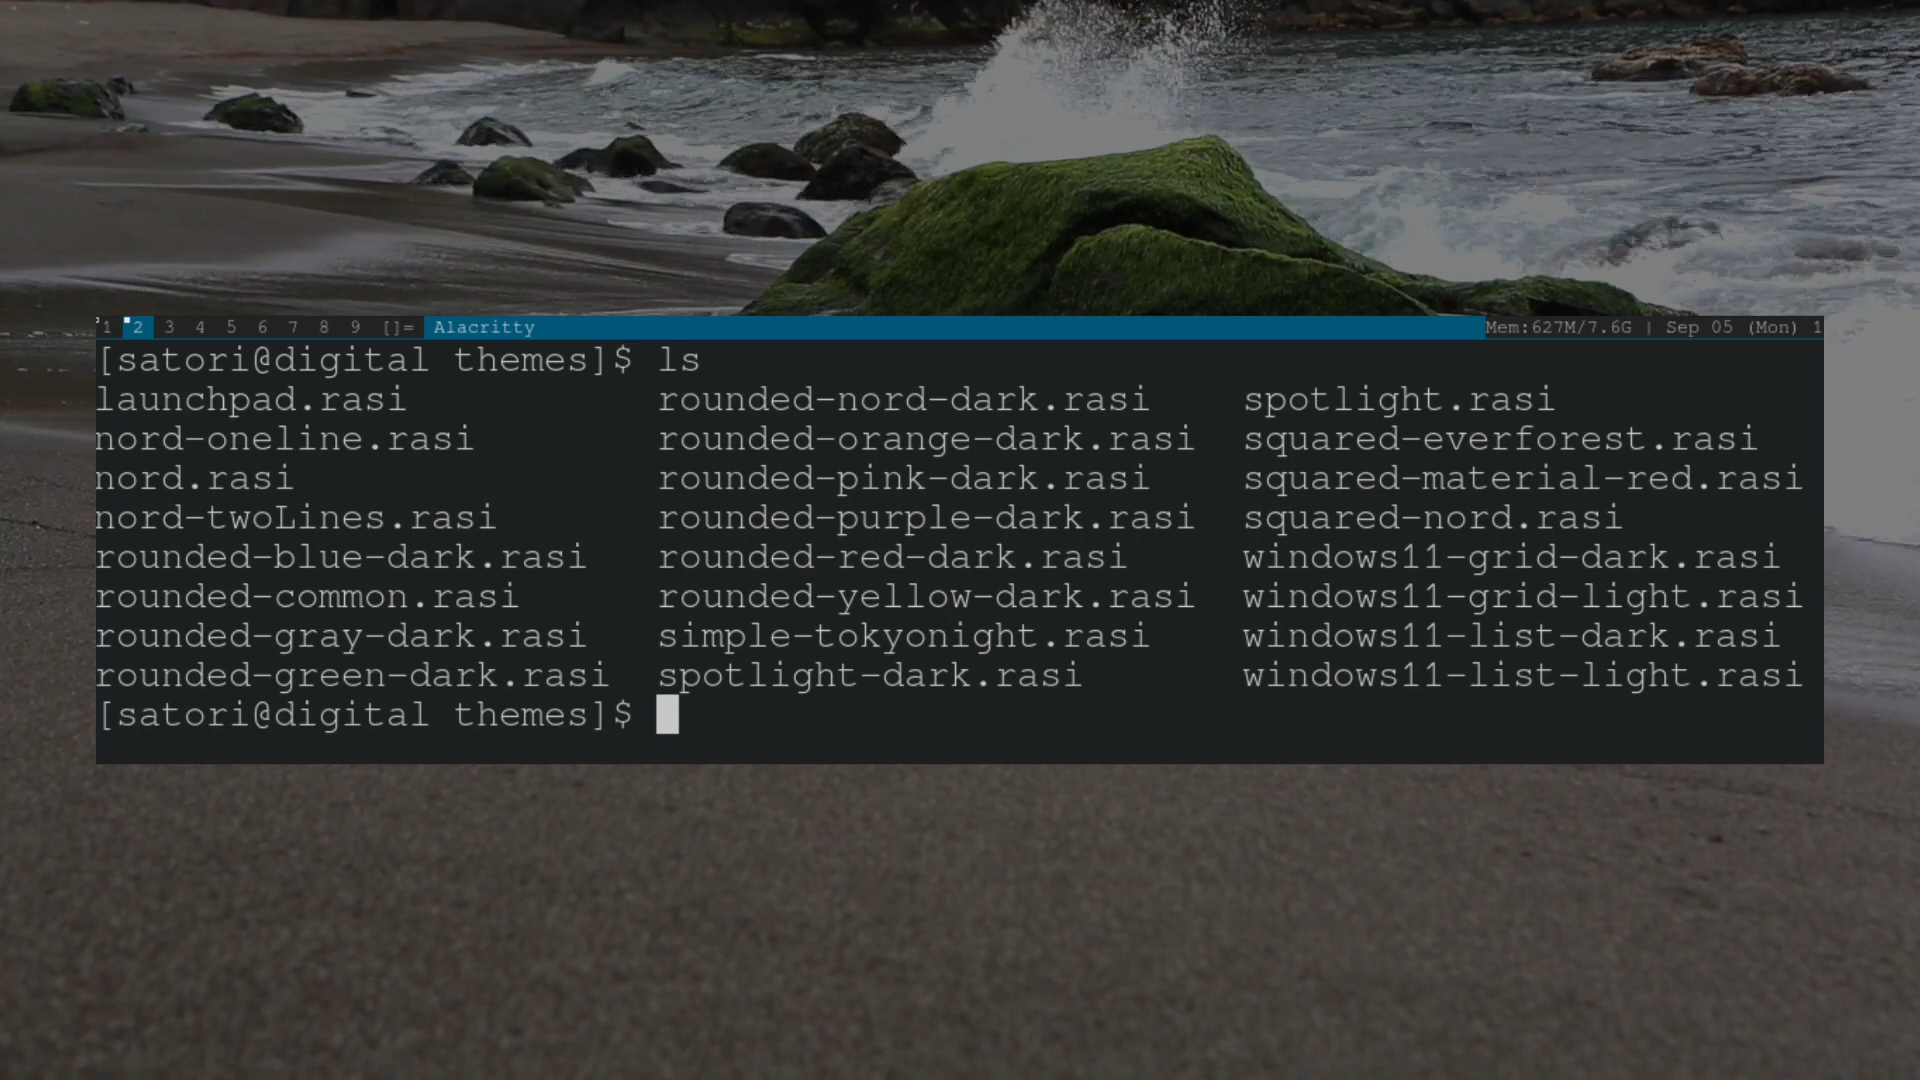 1 2 3 4 5 6 7 8 9 []= Alacritty Mem:627M/7.6G | Sep 05 (Mon) 1
[satori@digital themes]$ ls
launchpad.rasi rounded-nord-dark.rasi spotlight.rasi
nord-oneline.rasi rounded-orange-dark.rasi squared-everforest.rasi
nord.rasi rounded-pink-dark.rasi squared-material-red.rasi
nord-twoLines.rasi rounded-purple-dark.rasi squared-nord.rasi
rounded-blue-dark.rasi rounded-red-dark.rasi windows11-grid-dark.rasi
rounded-common.rasi rounded-yellow-dark.rasi windows11-grid-light.rasi
rounded-gray-dark.rasi simple-tokyonight.rasi windows11-list-dark.rasi
rounded-green-dark.rasi spotlight-dark.rasi windows11-list-light.rasi
[satori@digital themes]$